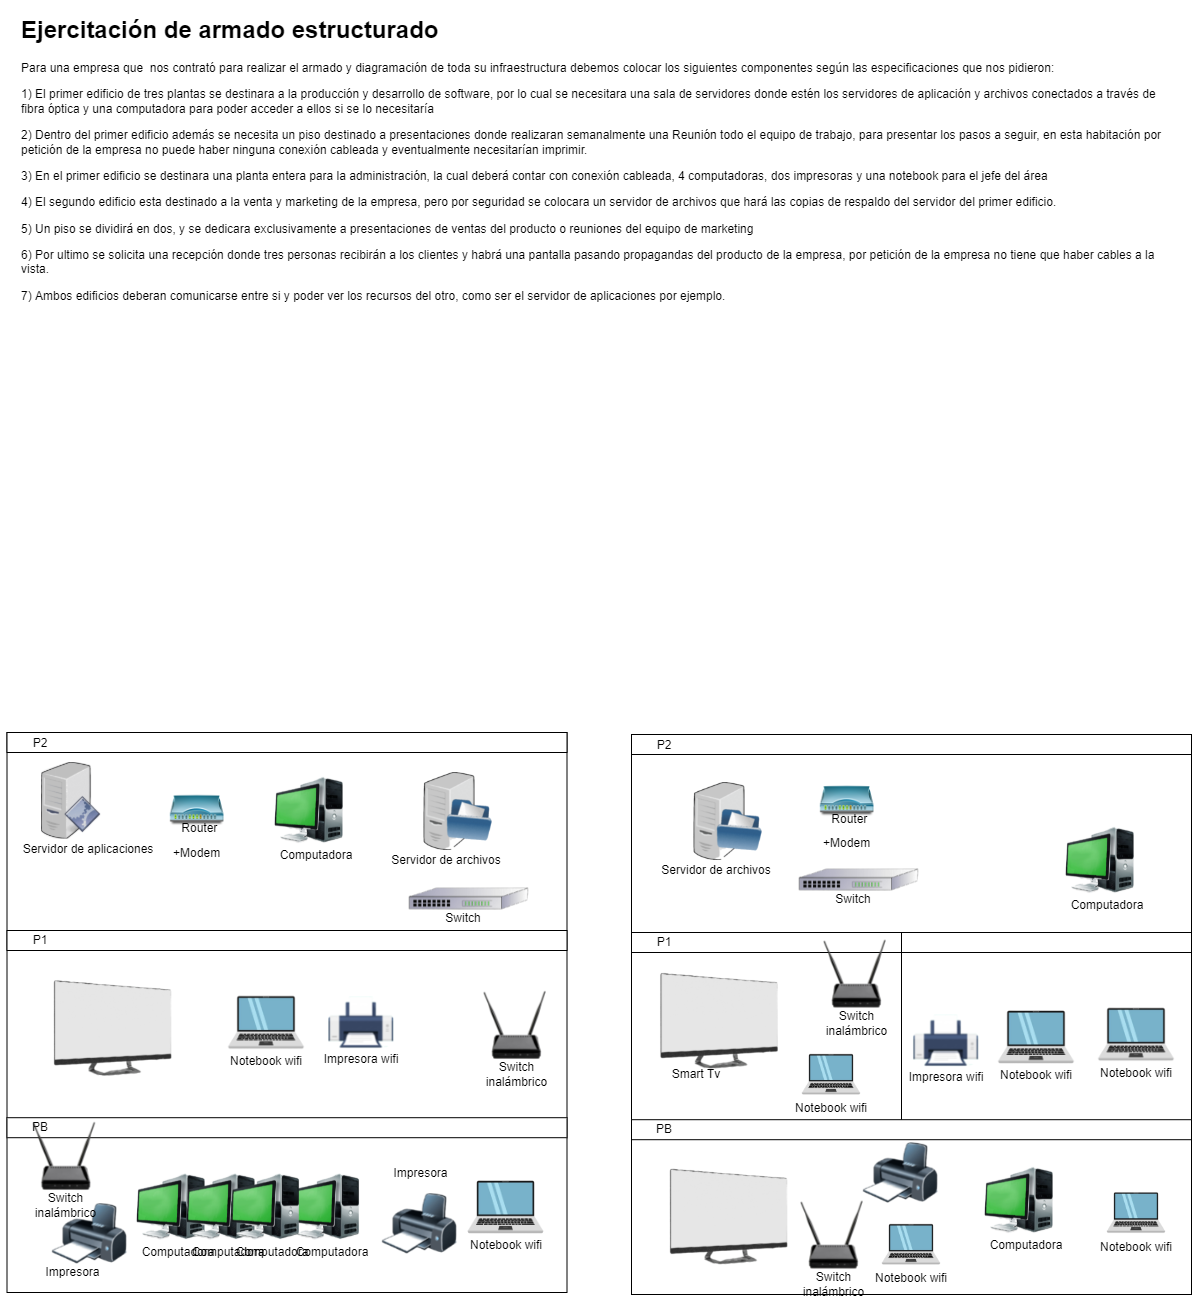 Ejercitación de armado estructurado
Para una empresa que  nos contrató para realizar el armado y diagramación de toda su infraestructura debemos colocar los siguientes componentes según las especificaciones que nos pidieron:
1) El primer edificio de tres plantas se destinara a la producción y desarrollo de software, por lo cual se necesitara una sala de servidores donde estén los servidores de aplicación y archivos conectados a través de
fibra óptica y una computadora para poder acceder a ellos si se lo necesitaría
2) Dentro del primer edificio además se necesita un piso destinado a presentaciones donde realizaran semanalmente una Reunión todo el equipo de trabajo, para presentar los pasos a seguir, en esta habitación por
petición de la empresa no puede haber ninguna conexión cableada y eventualmente necesitarían imprimir.
3) En el primer edificio se destinara una planta entera para la administración, la cual deberá contar con conexión cableada, 4 computadoras, dos impresoras y una notebook para el jefe del área
4) El segundo edificio esta destinado a la venta y marketing de la empresa, pero por seguridad se colocara un servidor de archivos que hará las copias de respaldo del servidor del primer edificio.
5) Un piso se dividirá en dos, y se dedicara exclusivamente a presentaciones de ventas del producto o reuniones del equipo de marketing
6) Por ultimo se solicita una recepción donde tres personas recibirán a los clientes y habrá una pantalla pasando propagandas del producto de la empresa, por petición de la empresa no tiene que haber cables a la
vista.
7) Ambos edificios deberan comunicarse entre si y poder ver los recursos del otro, como ser el servidor de aplicaciones por ejemplo.
P2
Servidor de aplicaciones
Router
+Modem
Computadora
Servidor de archivos
Switch
P1
Notebook wifi
Impresora wifi
Switch
inalámbrico
PB
Switch
inalámbrico
Impresora
Computadora
Computadora
Computadora
Computadora
Impresora
Notebook wifi
P2
Servidor de archivos
Router
+Modem
Switch
Computadora
P1
Smart Tv
Switch
inalámbrico
Notebook wifi
Impresora wifi
Notebook wifi
Notebook wifi
PB
Switch
inalámbrico
Notebook wifi
Computadora
Notebook wifi